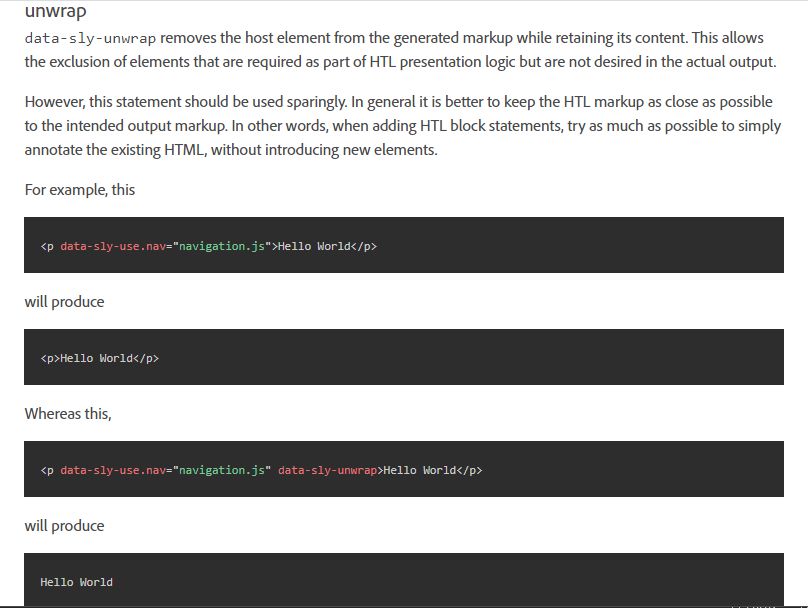 unwrap
data-sly-unwrap removes the host element from the generated markup while retaining its content. This allows
the exclusion of elements that are required as part of HTL presentation logic but are not desired in the actual output.
However, this statement should be used sparingly. In general it is better to keep the HTL markup as close as possible
to the intended output markup. In other words, when adding HTL block statements, try as much as possible to simply
annotate the existing HTML, without introducing new elements.
For example, this
<p data-sly-use.nav="navigation.js">Hello World</p>
will produce
<p>Hello World</p>
Whereas this,
<p data-sly-use.nav="navigation.js" data-sly-unwrap>Hello World</p>
will produce
Hello World